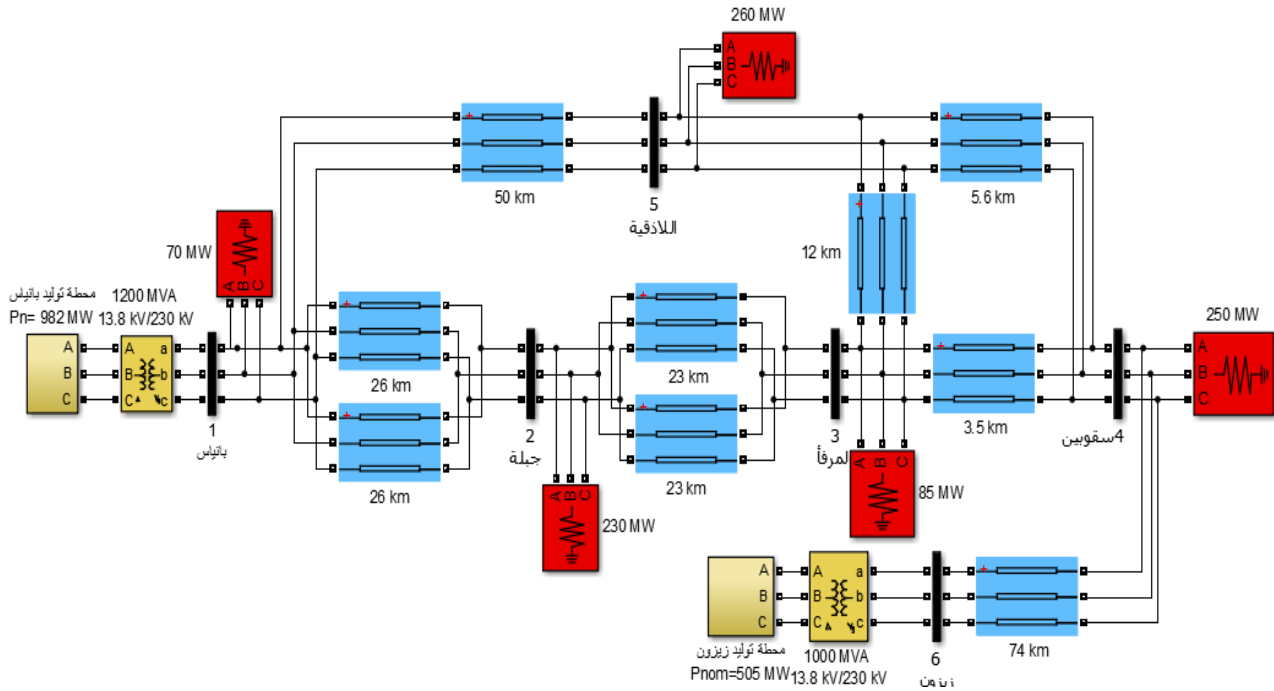 260 MW
A
B
C
50 km
5
اللاذقية
5.6 km
12 km
70 MW
A B C
محطة توليد بانياس
Pn= 982 MW
1200 MVA
13.8 kV/230 kV
A
B
C
A a
B b
C c
1
بانياس
26 km
26 km
2
جبلة
A B C
230 MW
23 km
23 km
3
المرفأ
A B C
85 MW
3.5 km
4سقوبين
250 MW
A
B
C
A
B
C
A a
B b
C c
محطة توليد زيزون
Pnom=505 MW
1000 MVA
13.8 kV/230 kV
6
زيزون
74 km